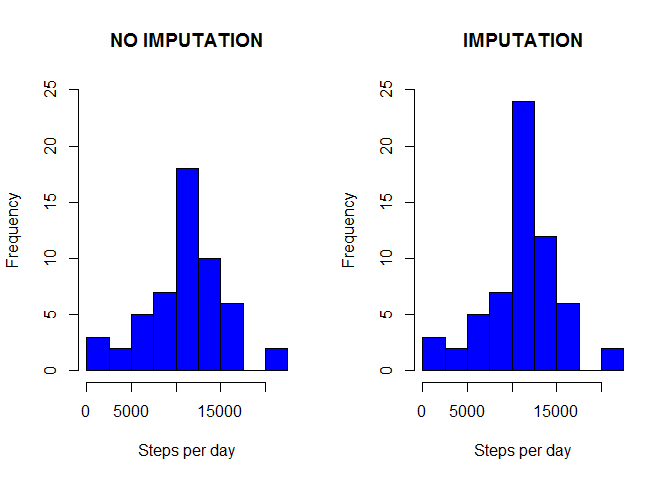 NO IMPUTATION
Frequency
25
20
15
10
5
0
0 5000 15000
Steps per day
IMPUTATION
Frequency
25
20
15
10
5
0
0 5000 15000
Steps per day